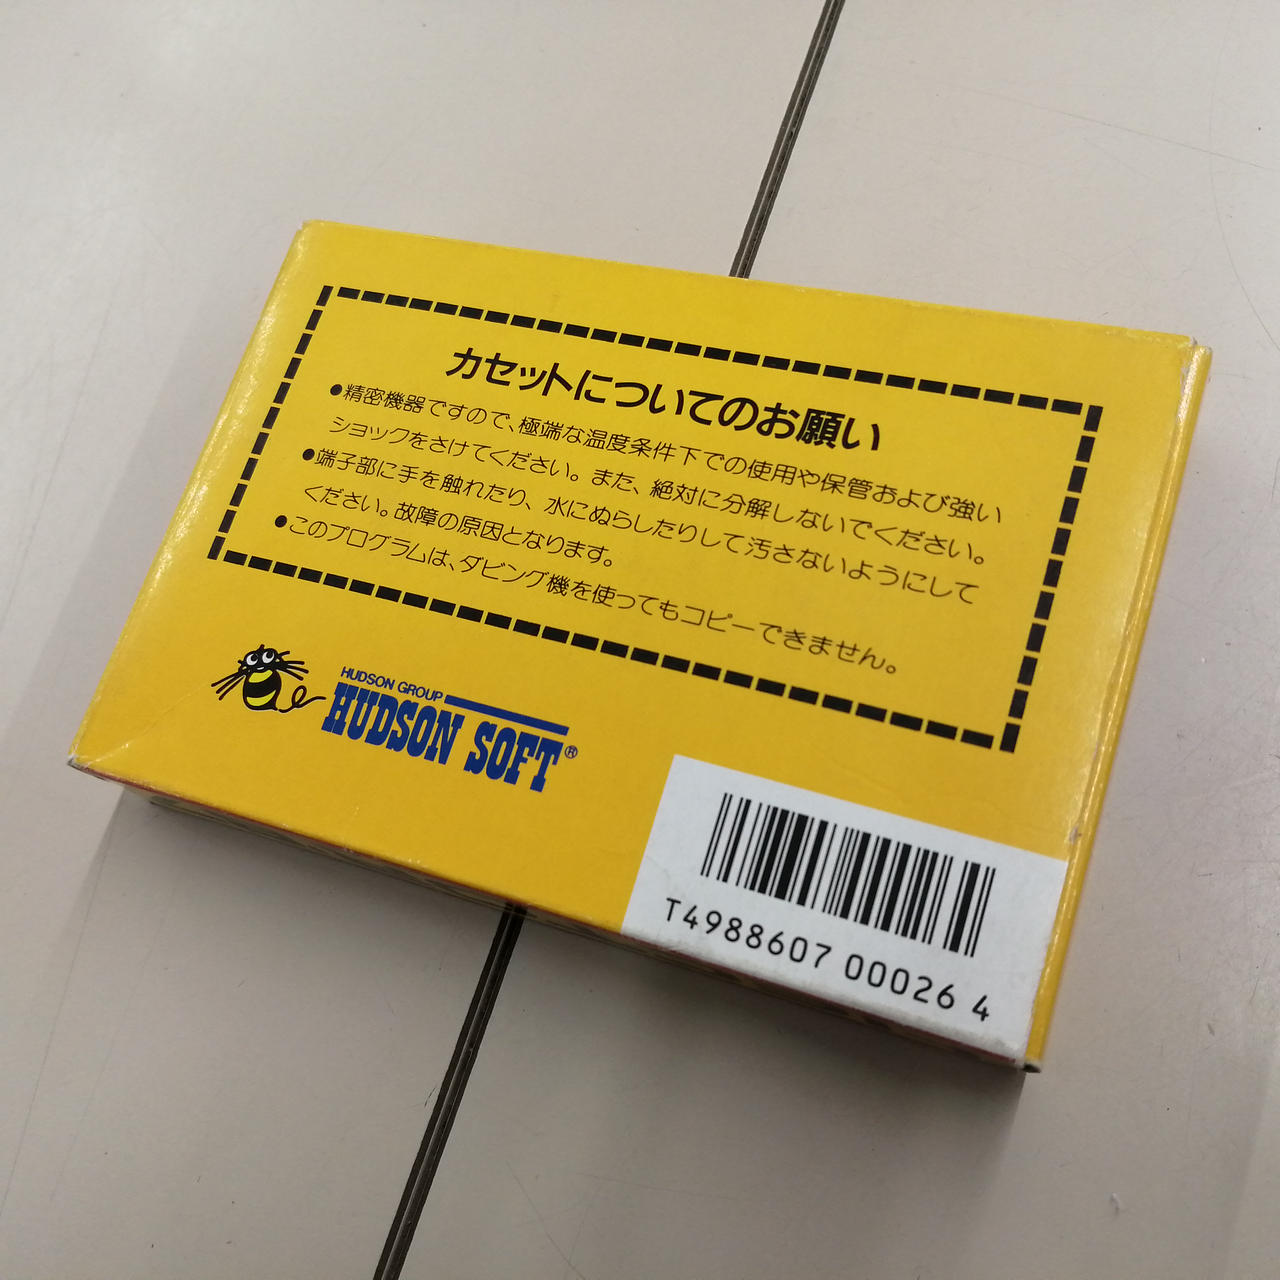 カセットについてのお願い
●精密機器ですので、極端な温度条件下での使用や保管および強い
ショックをさけてください。また、絶対に分解しないでください。
●端子部に手を触れたり、水にぬらしたりして汚さないようにして
ください。故障の原因となります。
●このプログラムは、ダビング機を使ってもコピーできません。
HUDSON GROUP
HUDSON SOFT®
T4988607 00026 4